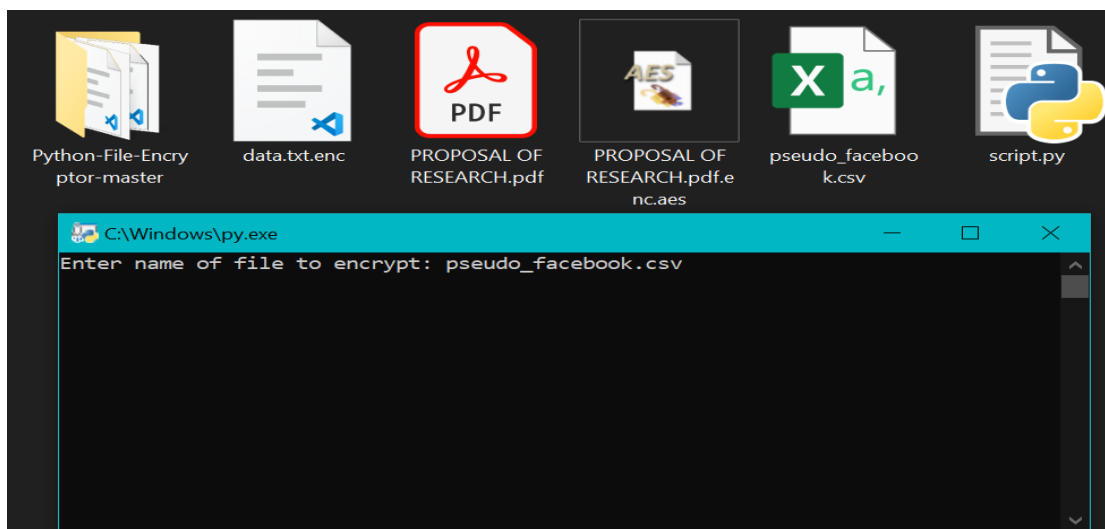 PDF
AES
X a,
Python-File-Encry
ptor-master
data.txt.enc
PROPOSAL OF
RESEARCH.pdf
PROPOSAL OF
RESEARCH.pdf.e
nc.aes
pseudo_faceboo
k.csv
script.py
C:\Windows\py.exe
Enter name of file to encrypt: pseudo_facebook.csv